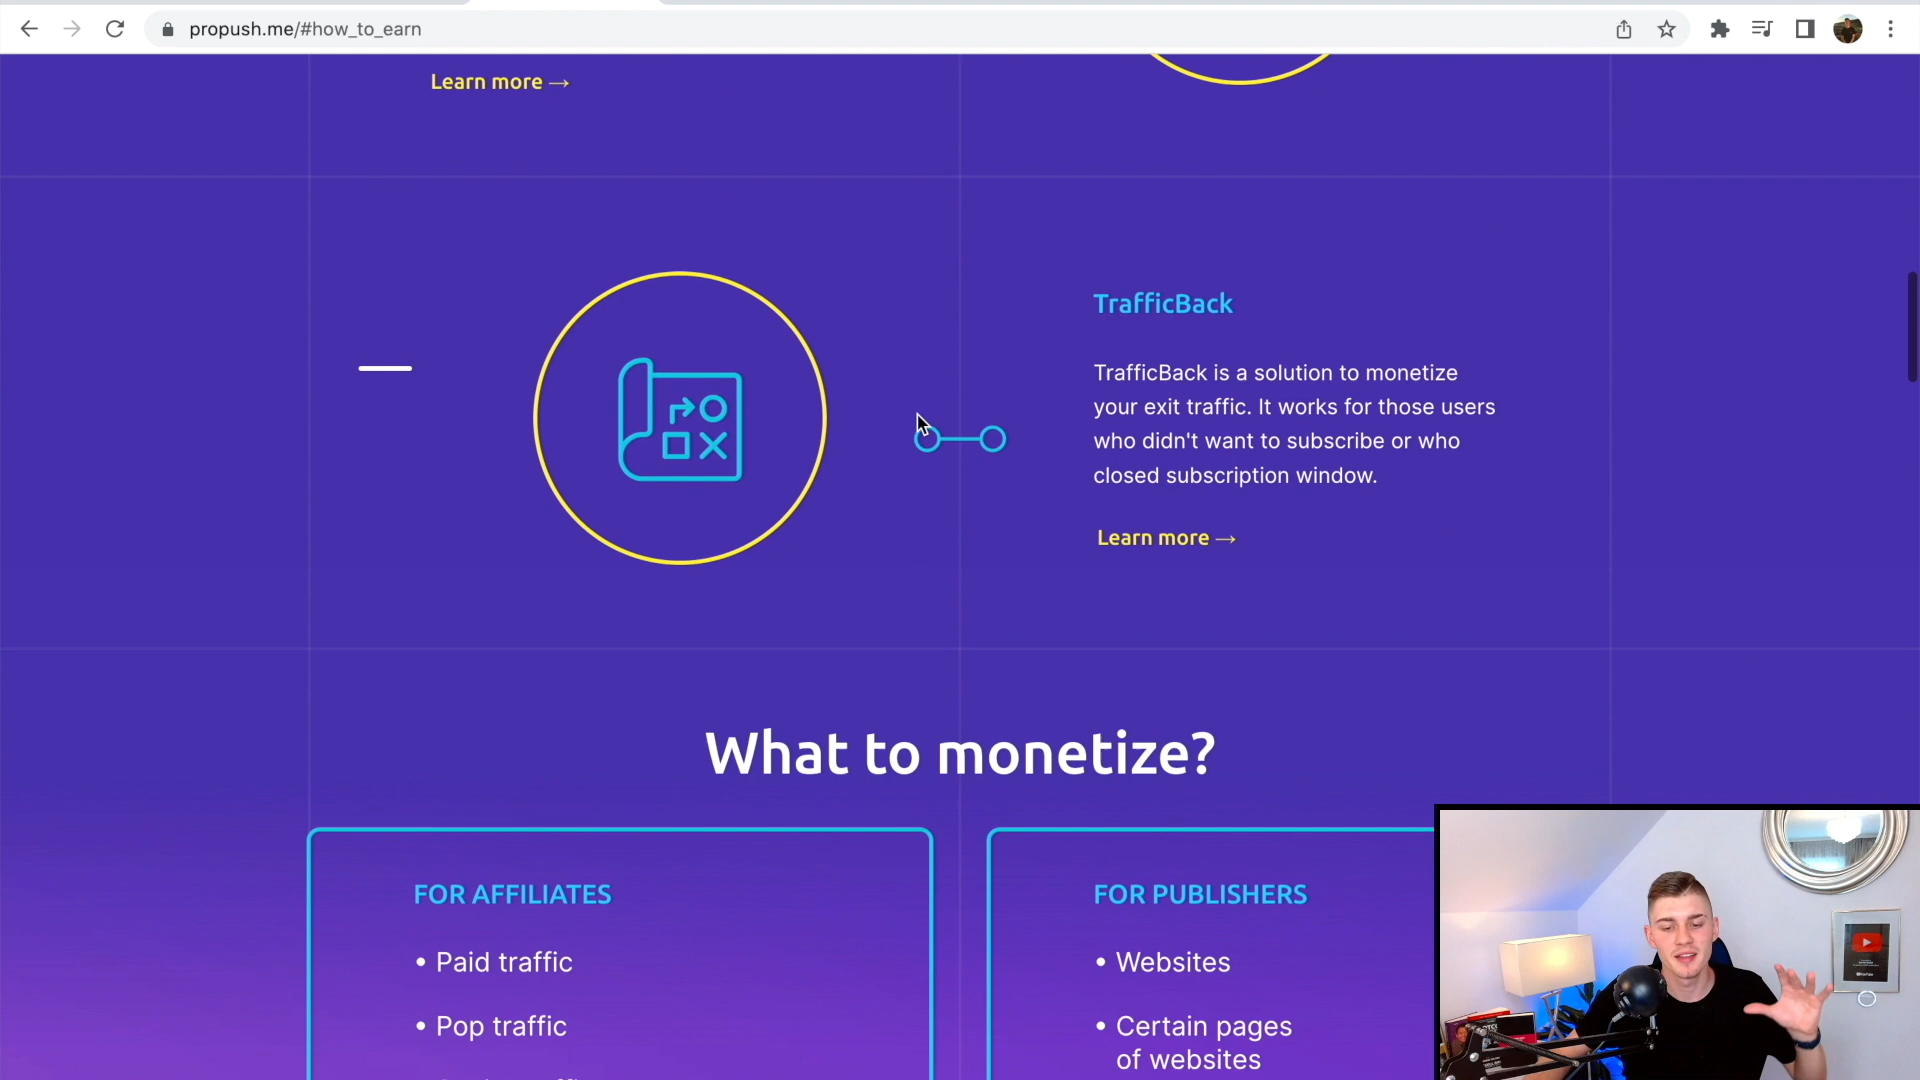 propush.me/#how_to_earn
Learn more →
TrafficBack
TrafficBack is a solution to monetize
your exit traffic. It works for those users
who didn't want to subscribe or who
closed subscription window.
Learn more →
What to monetize?
FOR AFFILIATES
• Paid traffic
• Pop traffic
FOR PUBLISHERS
• Websites
• Certain pages
of websites